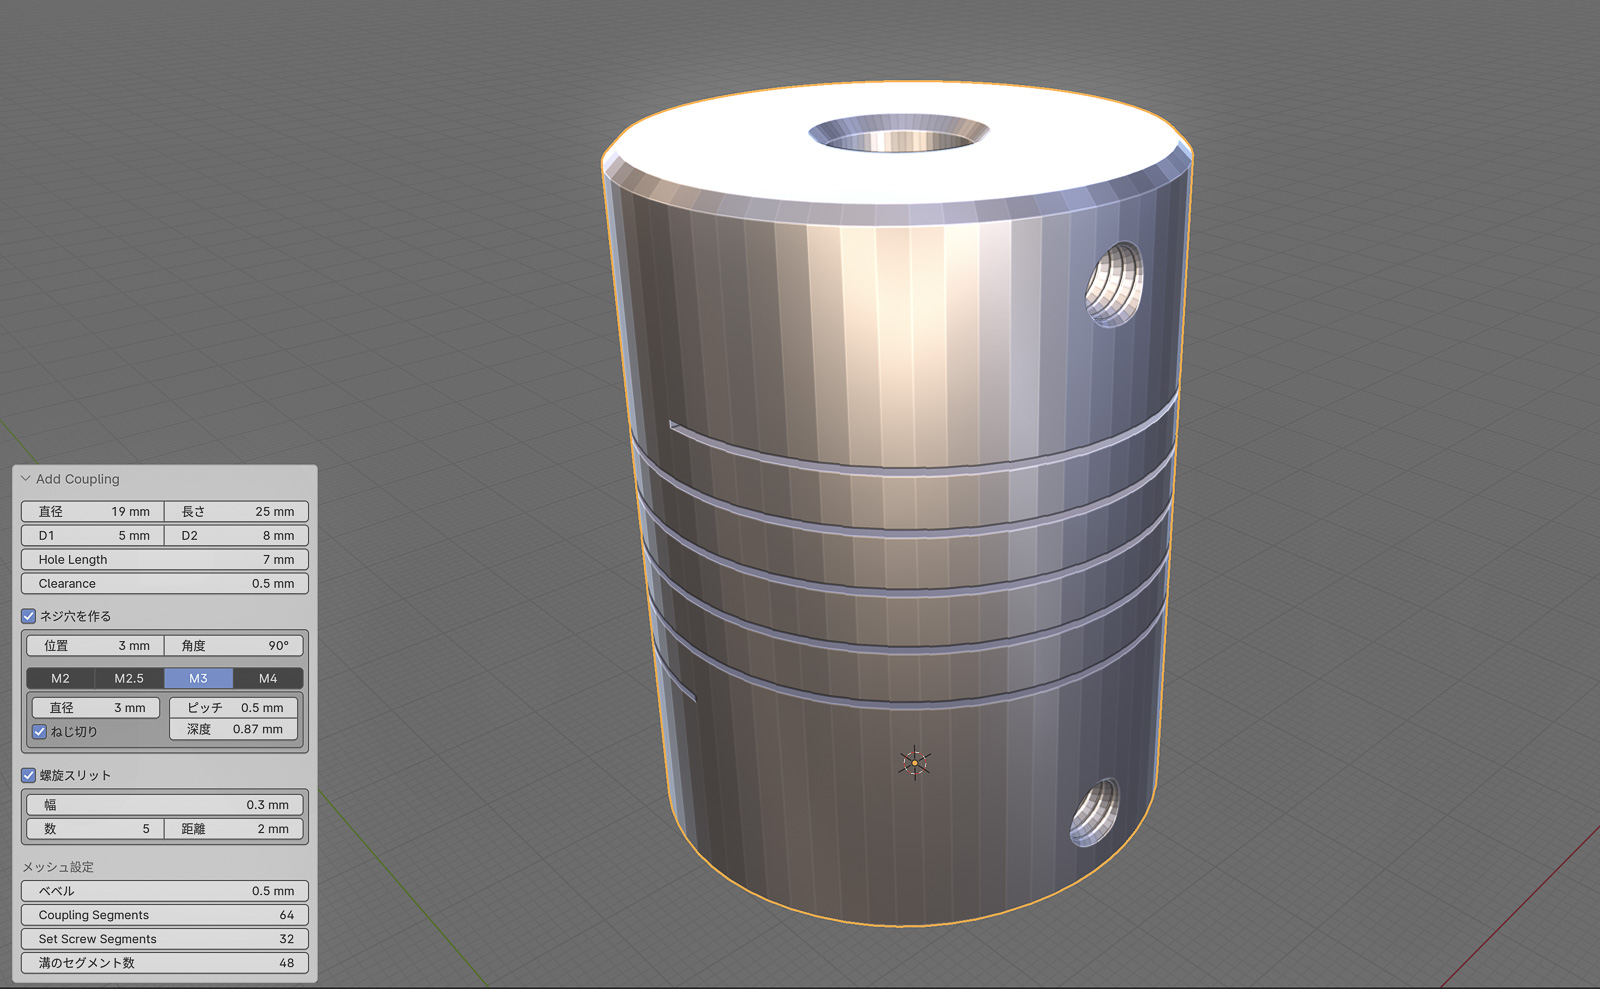 Add Coupling
直径 19 mm 長さ 25 mm
D1 5 mm D2 8 mm
Hole Length 7 mm
Clearance 0.5 mm
ネジ穴を作る
位置 3 mm 角度 90°
M2 M2.5 M3 M4
直径 3 mm ピッチ 0.5 mm
ねじ切り 深度 0.87 mm
螺旋スリット
幅 0.3 mm
数 5 距離 2 mm
メッシュ設定
ベベル 0.5 mm
Coupling Segments 64
Set Screw Segments 32
溝のセグメント数 48